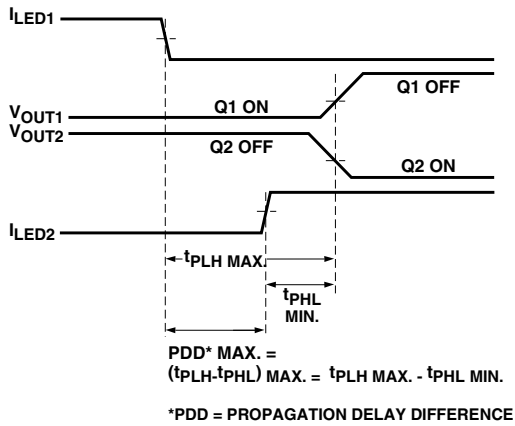 ILED1
Q1 OFF
VOUT1
Q1 ON
VOUT2
Q2 OFF
Q2 ON
ILED2
tPLH MAX.
tPHL
MIN.
PDD* MAX. =
(tPLH-tPHL) MAX. = tPLH MAX. - tPHL MIN.
*PDD = PROPAGATION DELAY DIFFERENCE